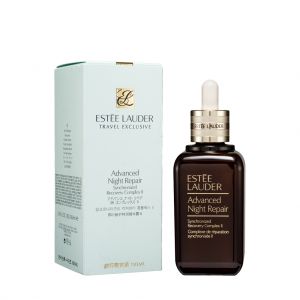 ESTĒE LAUDER
TRAVEL EXCLUSIVE
Advanced
Night Repair
Synchronized
Recovery Complex II
ESTĒE
LAUDER
Advanced
Night Repair
Synchronized
Recovery Complex II
Complexe de réparation
synchronisée II